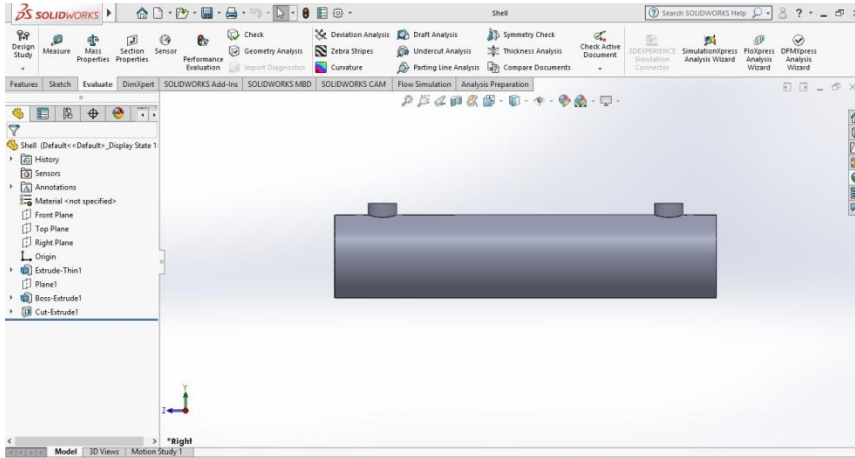 SOLIDWORKS
Shell
Search SOLIDWORKS Help
Design Study
Measure
Mass Properties
Section Properties
Sensor
Performance Evaluation
Check
Geometry Analysis
Import Diagnostics
Deviation Analysis
Zebra Stripes
Curvature
Draft Analysis
Undercut Analysis
Parting Line Analysis
Symmetry Check
Thickness Analysis
Compare Documents
Check Active Document
3DEXPERIENCE Simulation Connector
SimulationXpress Analysis Wizard
FloXpress Analysis Wizard
DFMXpress Analysis Wizard
Features Sketch Evaluate DimXpert SOLIDWORKS Add-Ins SOLIDWORKS MBD SOLIDWORKS CAM Flow Simulation Analysis Preparation
Shell (Default<<Default>_Display State 1
History
Sensors
Annotations
Material <not specified>
Front Plane
Top Plane
Right Plane
Origin
Extrude-Thin1
Plane1
Boss-Extrude1
Cut-Extrude1
Y
Z
*Right
Model 3D Views Motion Study 1